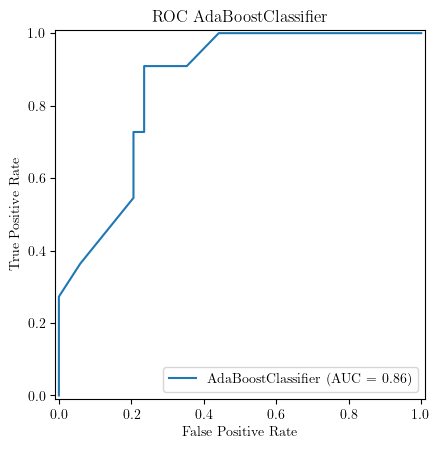 ROC AdaBoostClassifier
1.0
0.8
0.6
0.4
0.2
0.0
True Positive Rate
AdaBoostClassifier (AUC = 0.86)
0.0 0.2 0.4 0.6 0.8 1.0
False Positive Rate